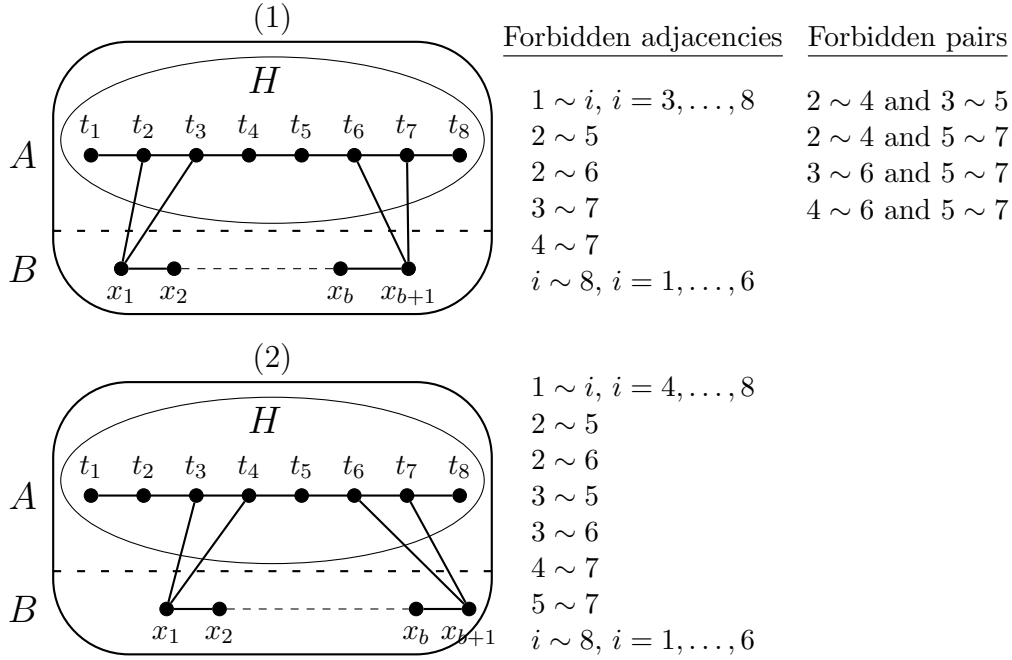 (1)
Forbidden adjacencies Forbidden pairs
H
t₁ t₂ t₃ t₄ t₅ t₆ t₇ t₈
A
B
x₁ x₂ x_b x_{b+1}
1 ∼ i, i = 3, . . . , 8
2 ∼ 5
2 ∼ 6
3 ∼ 7
4 ∼ 7
i ∼ 8, i = 1, . . . , 6
2 ∼ 4 and 3 ∼ 5
2 ∼ 4 and 5 ∼ 7
3 ∼ 6 and 5 ∼ 7
4 ∼ 6 and 5 ∼ 7
(2)
H
t₁ t₂ t₃ t₄ t₅ t₆ t₇ t₈
A
B
x₁ x₂ x_b x_{b+1}
1 ∼ i, i = 4, . . . , 8
2 ∼ 5
2 ∼ 6
3 ∼ 5
3 ∼ 6
4 ∼ 7
5 ∼ 7
i ∼ 8, i = 1, . . . , 6